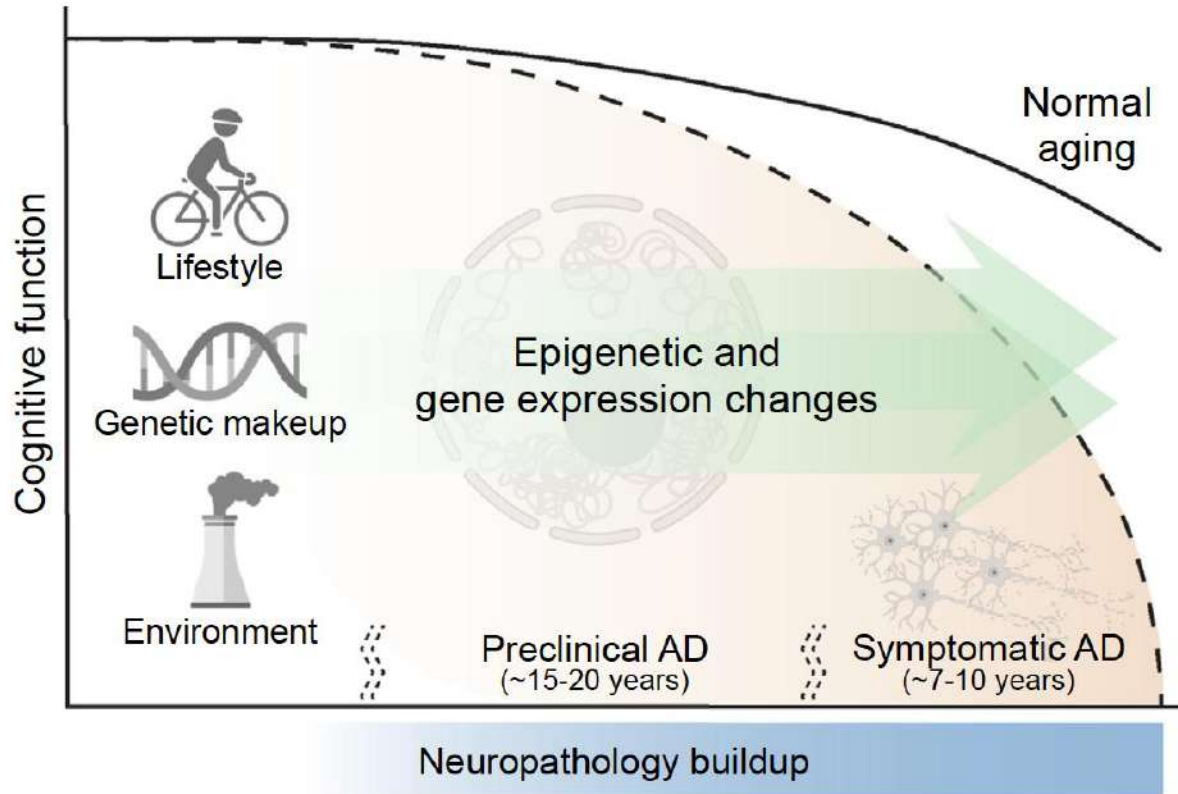 Cognitive function
Normal
aging
Lifestyle
Genetic makeup
Environment
Epigenetic and
gene expression changes
Preclinical AD
(~15-20 years)
Symptomatic AD
(~7-10 years)
Neuropathology buildup